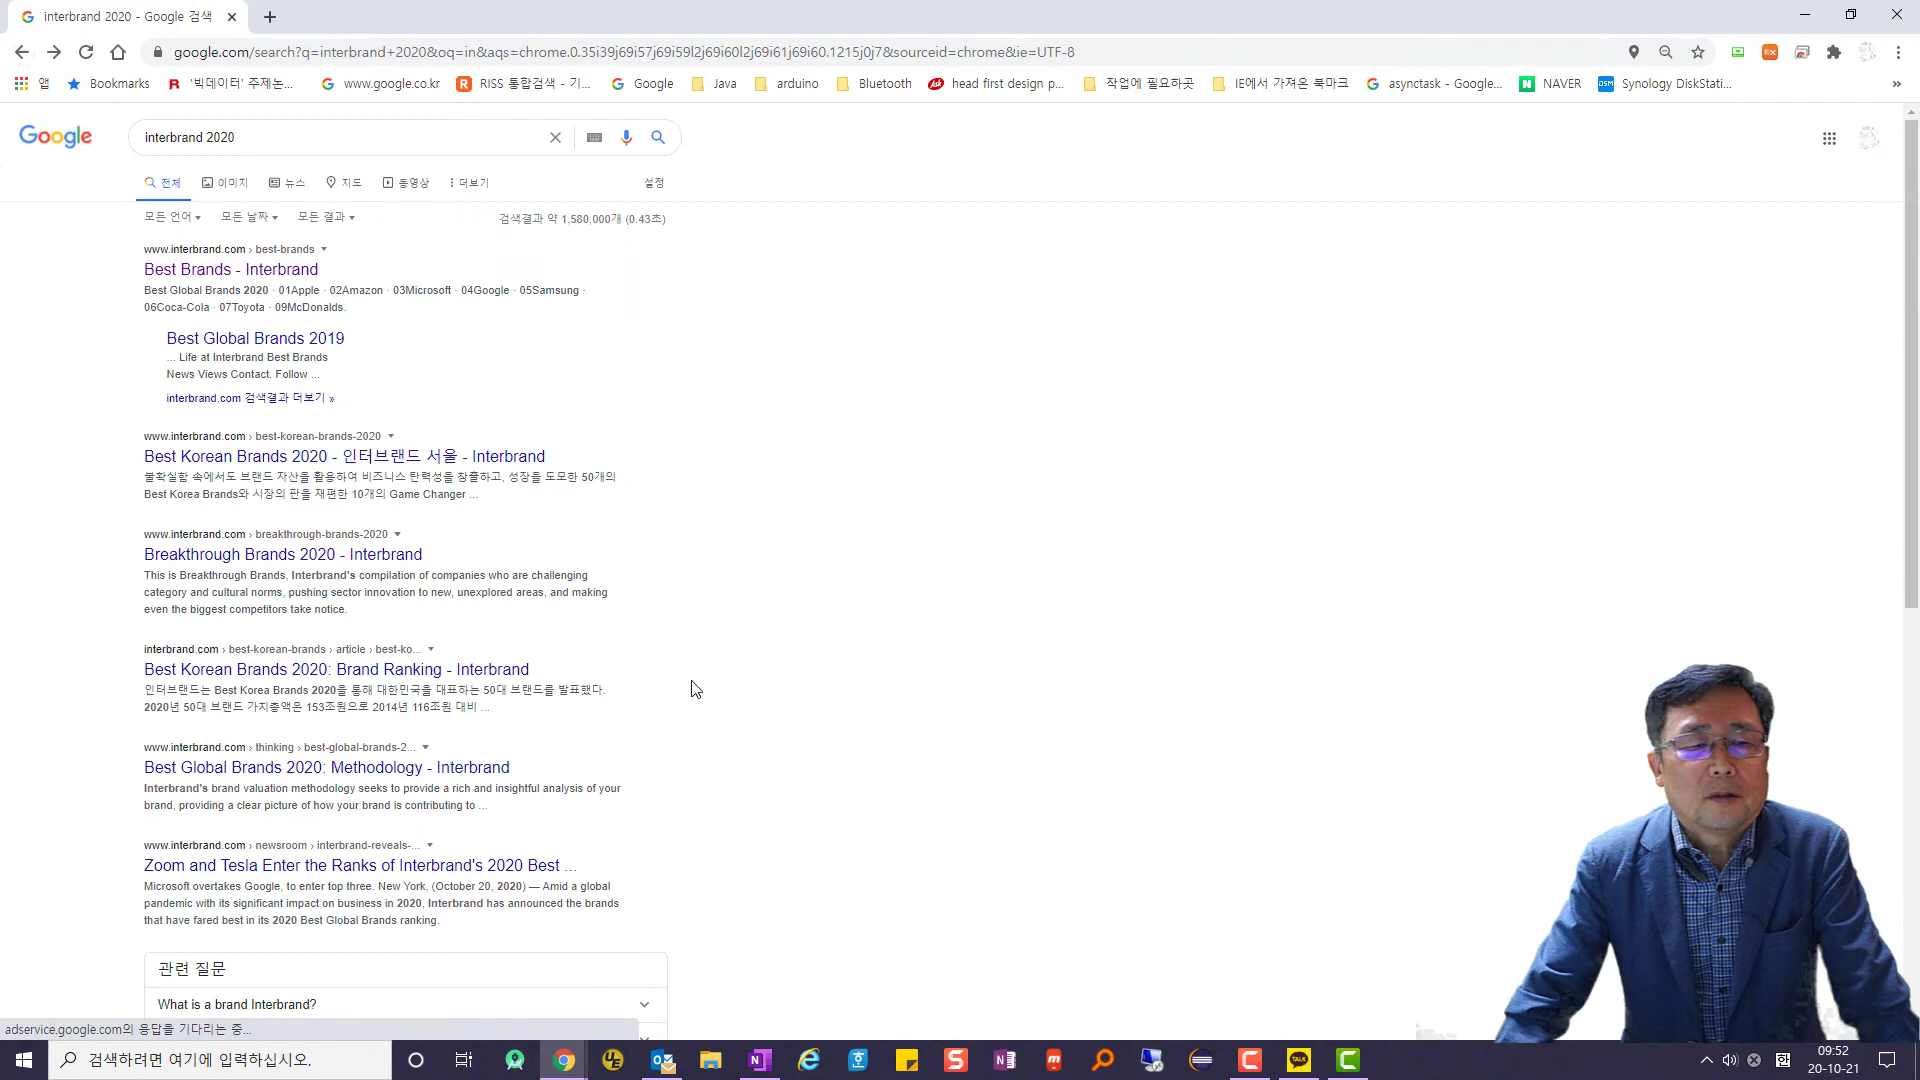 interbrand 2020 - Google 검색
google.com/search?q=interbrand+2020&oq=in&aqs=chrome.0.35i39j69i57j69i59l2j69i60l2j69i61j69i60.1215j0j7&sourceid=chrome&ie=UTF-8
앱 Bookmarks R '빅데이터' 주제논... www.google.co.kr RISS 통합검색 - 기... Google Java arduino Bluetooth head first design p... 작업에 필요하곳 IE에서 가져온 북마크 asynctask - Google... NAVER Synology DiskStati... »
Google interbrand 2020
전체 이미지 뉴스 지도 동영상 더보기 설정
모든 언어 모든 날짜 모든 결과 검색결과 약 1,580,000개 (0.43초)
www.interbrand.com › best-brands
Best Brands - Interbrand
Best Global Brands 2020 · 01Apple · 02Amazon · 03Microsoft · 04Google · 05Samsung ·
06Coca-Cola · 07Toyota · 09McDonalds.
Best Global Brands 2019
... Life at Interbrand Best Brands
News Views Contact. Follow ...
interbrand.com 검색결과 더보기 »
www.interbrand.com › best-korean-brands-2020
Best Korean Brands 2020 - 인터브랜드 서울 - Interbrand
불확실함 속에서도 브랜드 자산을 활용하여 비즈니스 탄력성을 창출하고, 성장을 도모한 50개의
Best Korea Brands와 시장의 판을 재편한 10개의 Game Changer ...
www.interbrand.com › breakthrough-brands-2020
Breakthrough Brands 2020 - Interbrand
This is Breakthrough Brands, Interbrand's compilation of companies who are challenging
category and cultural norms, pushing sector innovation to new, unexplored areas, and making
even the biggest competitors take notice.
interbrand.com › best-korean-brands › article › best-ko...
Best Korean Brands 2020: Brand Ranking - Interbrand
인터브랜드는 Best Korea Brands 2020을 통해 대한민국을 대표하는 50대 브랜드를 발표했다.
2020년 50대 브랜드 가치총액은 153조원으로 2014년 116조원 대비 ...
www.interbrand.com › thinking › best-global-brands-2...
Best Global Brands 2020: Methodology - Interbrand
Interbrand's brand valuation methodology seeks to provide a rich and insightful analysis of your
brand, providing a clear picture of how your brand is contributing to ...
www.interbrand.com › newsroom › interbrand-reveals-...
Zoom and Tesla Enter the Ranks of Interbrand's 2020 Best ...
Microsoft overtakes Google, to enter top three. New York, (October 20, 2020) — Amid a global
pandemic with its significant impact on business in 2020, Interbrand has announced the brands
that have fared best in its 2020 Best Global Brands ranking.
관련 질문
What is a brand Interbrand?
adservice.google.com의 응답을 기다리는 중...
검색하려면 여기에 입력하십시오.
한
09:52
20-10-21